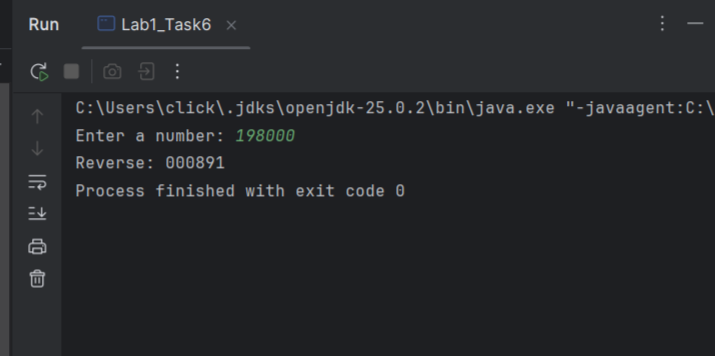 Run Lab1_Task6
C:\Users\click\.jdks\openjdk-25.0.2\bin\java.exe "-javaagent:C:\
Enter a number: 198000
Reverse: 000891
Process finished with exit code 0